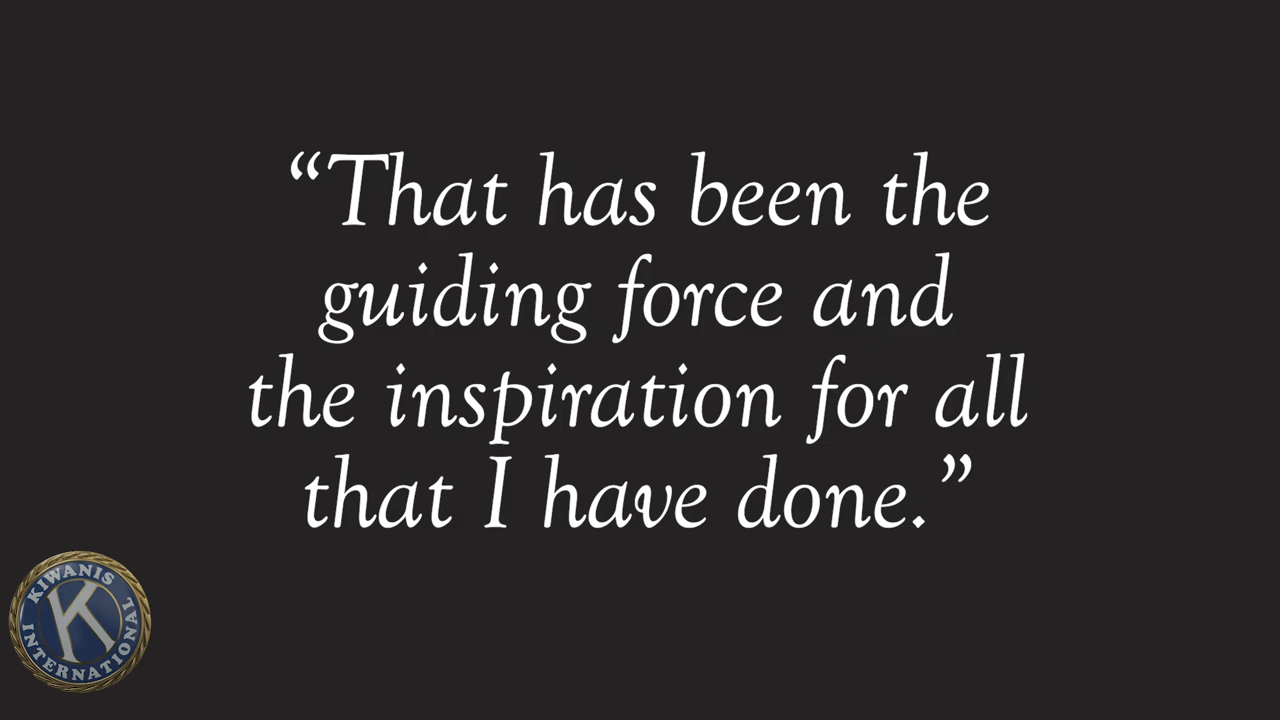 “That has been the
guiding force and
the inspiration for all
that I have done.”
KIWANIS
K
INTERNATIONAL